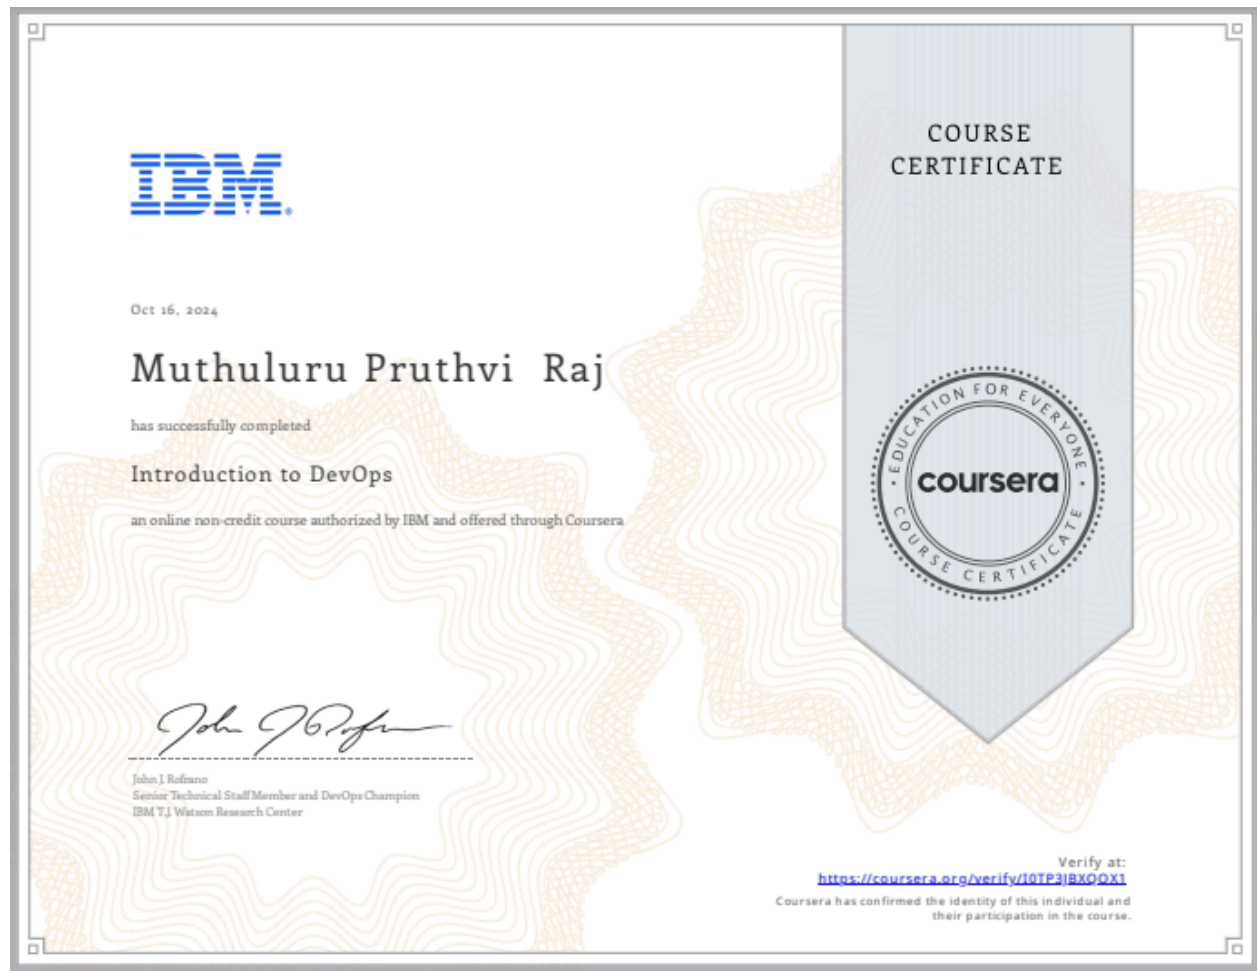 IBM®
COURSE
CERTIFICATE
Oct 16, 2024
Muthuluru Pruthvi Raj
has successfully completed
Introduction to DevOps
an online non-credit course authorized by IBM and offered through Coursera
EDUCATION FOR EVERYONE
coursera
COURSE CERTIFICATE
John J Rofrano
John J. Rofrano
Senior Technical Staff Member and DevOps Champion
IBM T.J. Watson Research Center
Verify at:
https://coursera.org/verify/I0TP3JBXQOX1
Coursera has confirmed the identity of this individual and
their participation in the course.